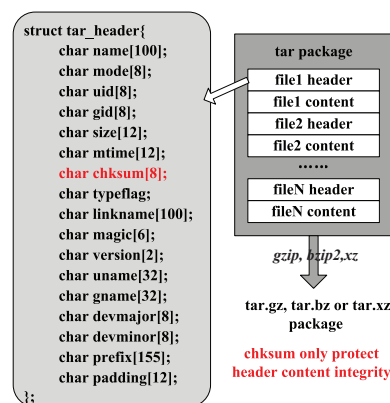 struct tar_header{
char name[100];
char mode[8];
char uid[8];
char gid[8];
char size[12];
char mtime[12];
char chksum[8];
char typeflag;
char linkname[100];
char magic[6];
char version[2];
char uname[32];
char gname[32];
char devmajor[8];
char devminor[8];
char prefix[155];
char padding[12];
};
tar package
file1 header
file1 content
file2 header
file2 content
......
fileN header
fileN content
gzip, bzip2,xz
tar.gz, tar.bz or tar.xz
package
chksum only protect
header content integrity